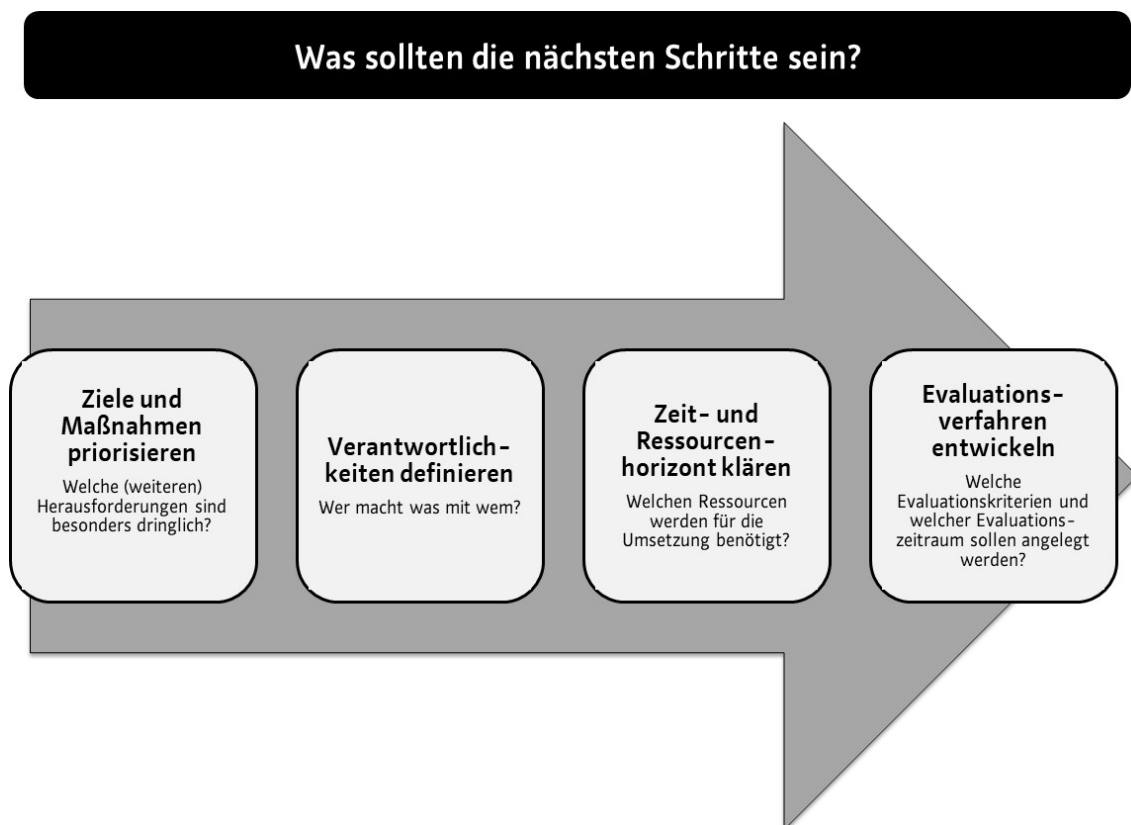 Was sollten die nächsten Schritte sein?
Ziele und
Maßnahmen
priorisieren
Welche (weiteren)
Herausforderungen sind
besonders dringlich?
Verantwortlich-
keiten definieren
Wer macht was mit wem?
Zeit- und
Ressourcen-
horizont klären
Welchen Ressourcen
werden für die
Umsetzung benötigt?
Evaluations-
verfahren
entwickeln
Welche
Evaluationskriterien und
welcher Evaluations-
zeitraum sollen angelegt
werden?